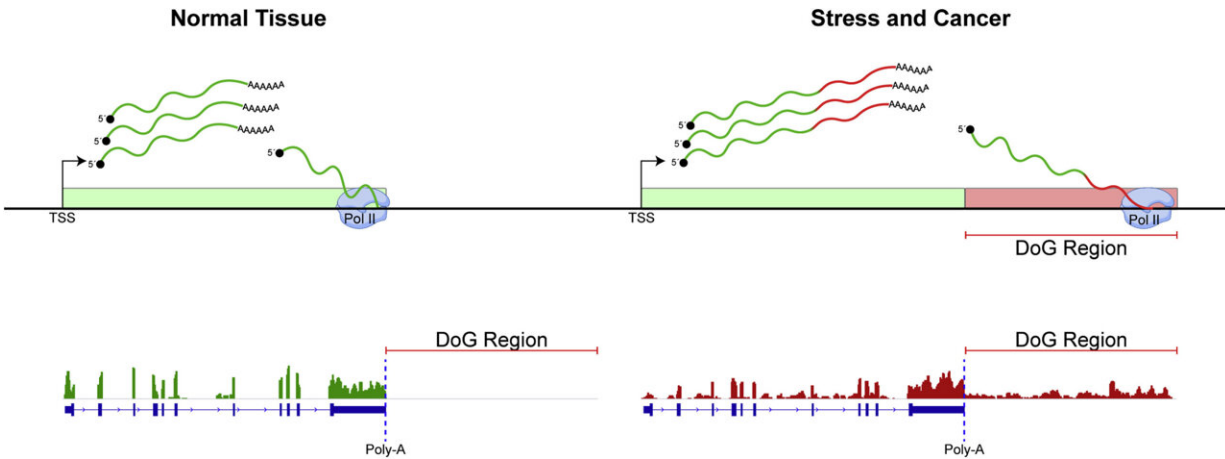 Normal Tissue
Stress and Cancer
AAAAAA
AAAAAA
AAAAAA
5´
5´
5´
5´
TSS
Pol II
AAAAAA
AAAAAA
AAAAAA
5´
5´
5´
5´
TSS
Pol II
DoG Region
DoG Region
Poly-A
DoG Region
Poly-A